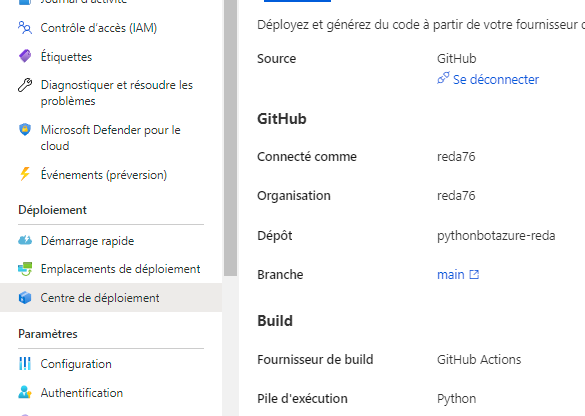 Journal d'activité
Contrôle d'accès (IAM)
Étiquettes
Diagnostiquer et résoudre les
problèmes
Microsoft Defender pour le
cloud
Événements (préversion)
Déploiement
Démarrage rapide
Emplacements de déploiement
Centre de déploiement
Paramètres
Configuration
Authentification
Déployez et générez du code à partir de votre fournisseur
Source
GitHub
Se déconnecter
GitHub
Connecté comme
reda76
Organisation
reda76
Dépôt
pythonbotazure-reda
Branche
main
Build
Fournisseur de build
GitHub Actions
Pile d'exécution
Python